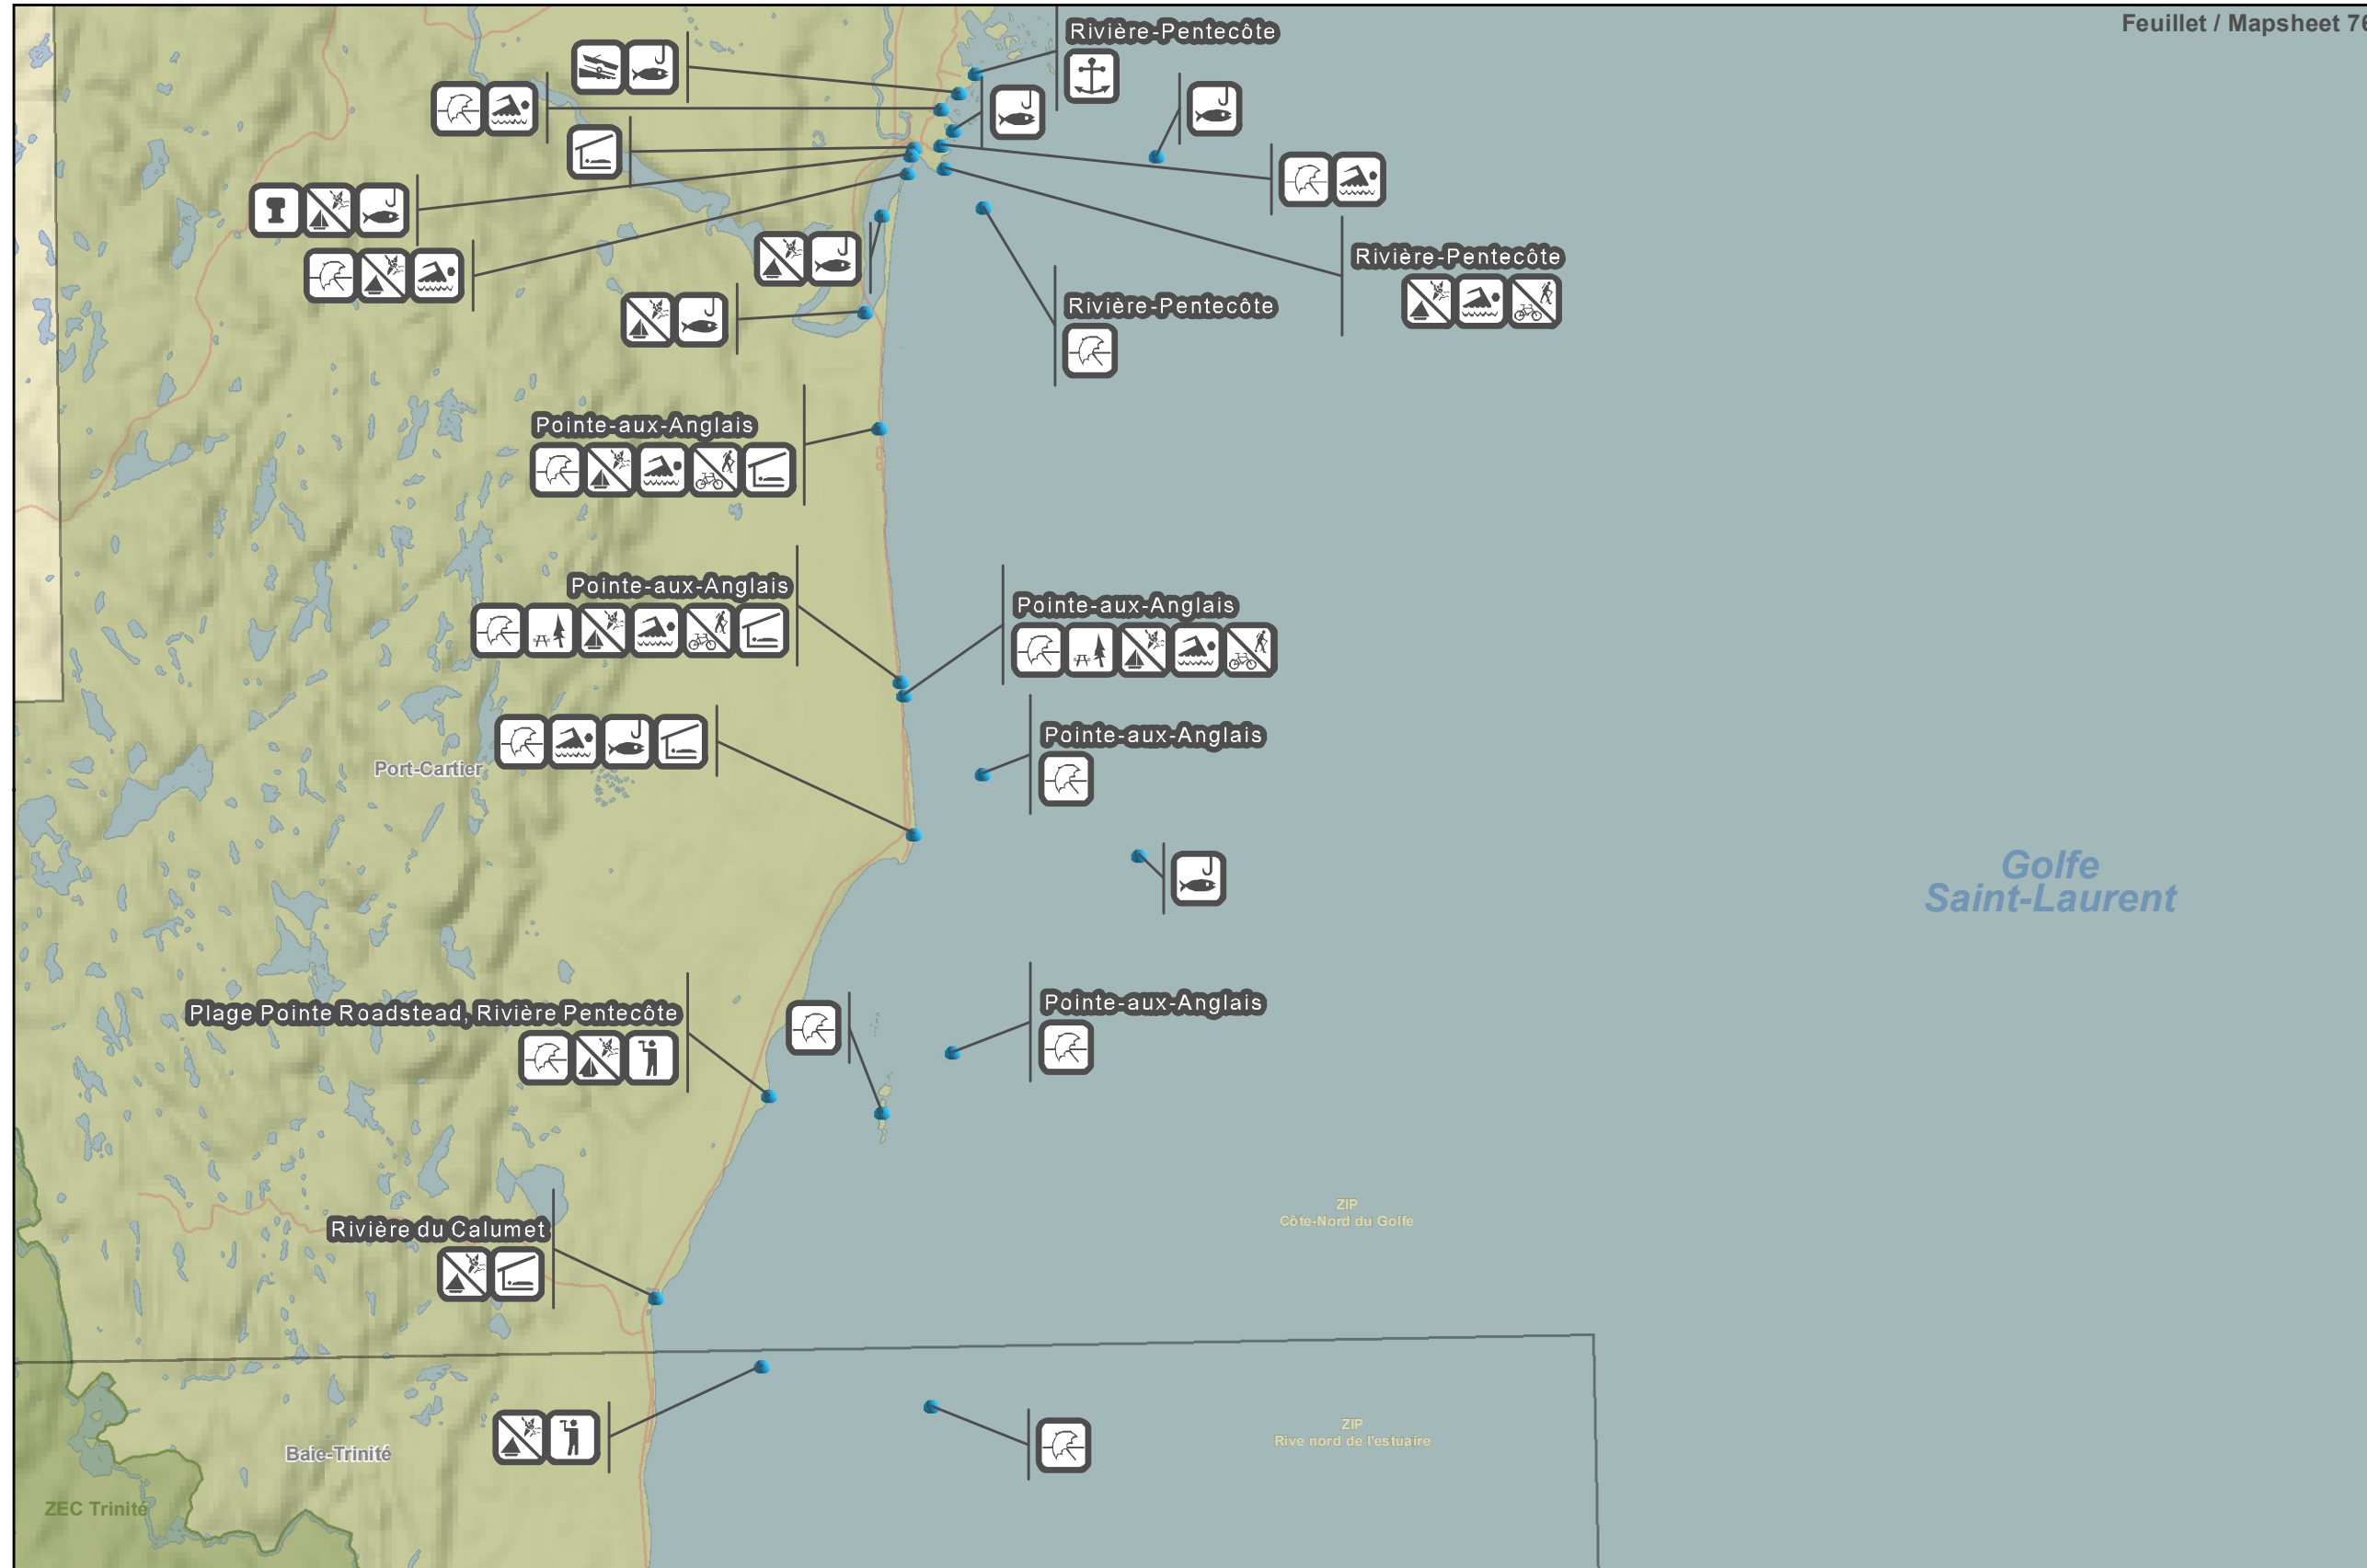 Feuillet / Mapsheet 76
Rivière-Pentecôte
Rivière-Pentecôte
Rivière-Pentecôte
Pointe-aux-Anglais
Pointe-aux-Anglais
Pointe-aux-Anglais
Pointe-aux-Anglais
Port-Cartier
Golfe
Saint-Laurent
Plage Pointe Roadstead, Rivière Pentecôte
Pointe-aux-Anglais
ZIP
Côte-Nord du Golfe
Rivière du Calumet
ZIP
Rive nord de l'estuaire
Baie-Trinité
ZEC Trinité